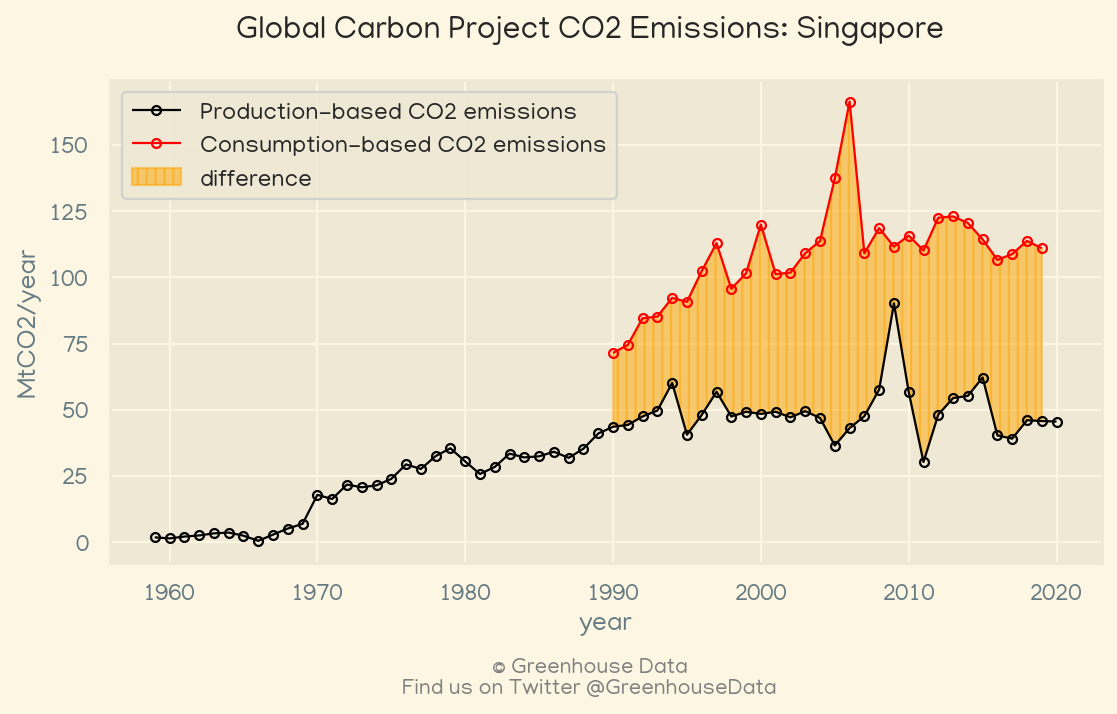 Global Carbon Project CO2 Emissions: Singapore
Production-based CO2 emissions
Consumption-based CO2 emissions
difference
150
125
100
75
50
25
0
MtCO2/year
1960 1970 1980 1990 2000 2010 2020
year
© Greenhouse Data
Find us on Twitter @GreenhouseData